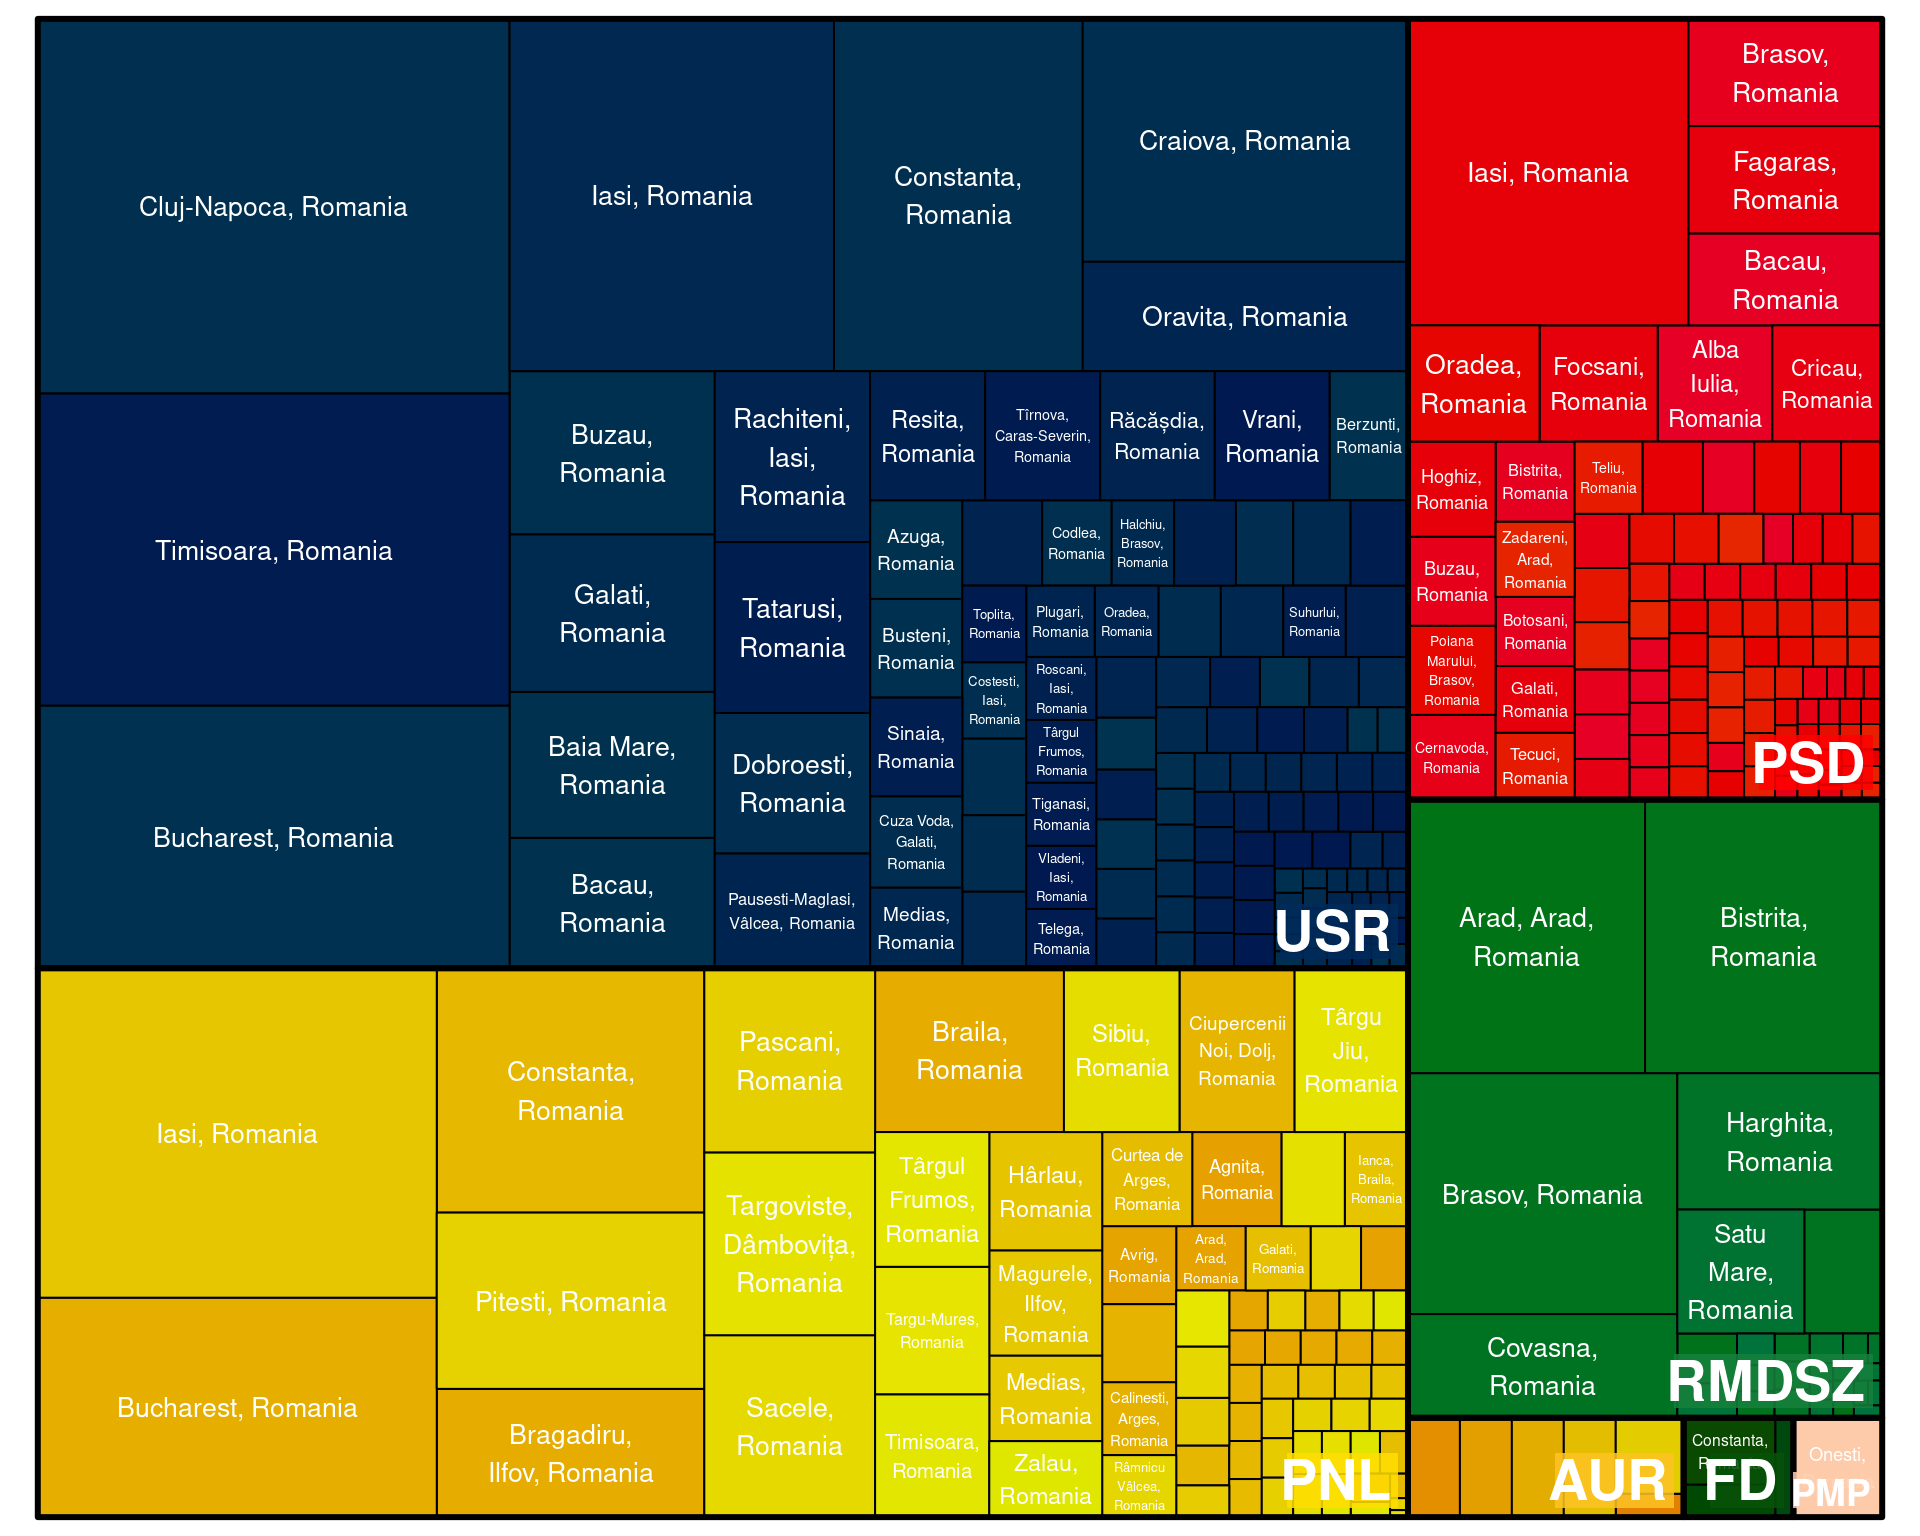 Cluj-Napoca, Romania
Timisoara, Romania
Bucharest, Romania
Iasi, Romania
Constanta,
Romania
Craiova, Romania
Oravita, Romania
Buzau,
Romania
Galati,
Romania
Baia Mare,
Romania
Bacau,
Romania
Rachiteni,
Iasi,
Romania
Tatarusi,
Romania
Dobroesti,
Romania
Pausesti-Maglasi,
Vâlcea, Romania
Resita,
Romania
Tîrnova,
Caras-Severin,
Romania
Răcășdia,
Romania
Vrani,
Romania
Berzunti,
Romania
Azuga,
Romania
Busteni,
Romania
Sinaia,
Romania
Cuza Voda,
Galati,
Romania
Medias,
Romania
Codlea,
Romania
Halchiu,
Brasov,
Romania
Toplita,
Romania
Costesti,
Iasi,
Romania
Plugari,
Romania
Oradea,
Romania
Suhurlui,
Romania
Roscani,
Iasi,
Romania
Târgul
Frumos,
Romania
Tiganasi,
Romania
Vladeni,
Iasi,
Romania
Telega,
Romania
USR
Iasi, Romania
Brasov,
Romania
Fagaras,
Romania
Bacau,
Romania
Oradea,
Romania
Focsani,
Romania
Alba
Iulia,
Romania
Cricau,
Romania
Hoghiz,
Romania
Buzau,
Romania
Poiana
Marului,
Brasov,
Romania
Cernavoda,
Romania
Bistrita,
Romania
Zadareni,
Arad,
Romania
Botosani,
Romania
Galati,
Romania
Tecuci,
Romania
Teliu,
Romania
PSD
Iasi, Romania
Bucharest, Romania
Constanta,
Romania
Pitesti, Romania
Bragadiru,
Ilfov, Romania
Pascani,
Romania
Targoviste,
Dâmbovița,
Romania
Sacele,
Romania
Braila,
Romania
Sibiu,
Romania
Ciupercenii
Noi, Dolj,
Romania
Târgu
Jiu,
Romania
Târgul
Frumos,
Romania
Targu-Mures,
Romania
Timisoara,
Romania
Hârlau,
Romania
Magurele,
Ilfov,
Romania
Medias,
Romania
Zalau,
Romania
Curtea de
Arges,
Romania
Agnita,
Romania
Ianca,
Braila,
Romania
Avrig,
Romania
Arad,
Arad,
Romania
Galati,
Romania
Calinesti,
Arges,
Romania
Râmnicu
Vâlcea,
Romania
PNL
Arad, Arad,
Romania
Bistrita,
Romania
Brasov, Romania
Harghita,
Romania
Satu
Mare,
Romania
Covasna,
Romania
RMDSZ
AUR
Constanta,
FD
Onesti,
PMP